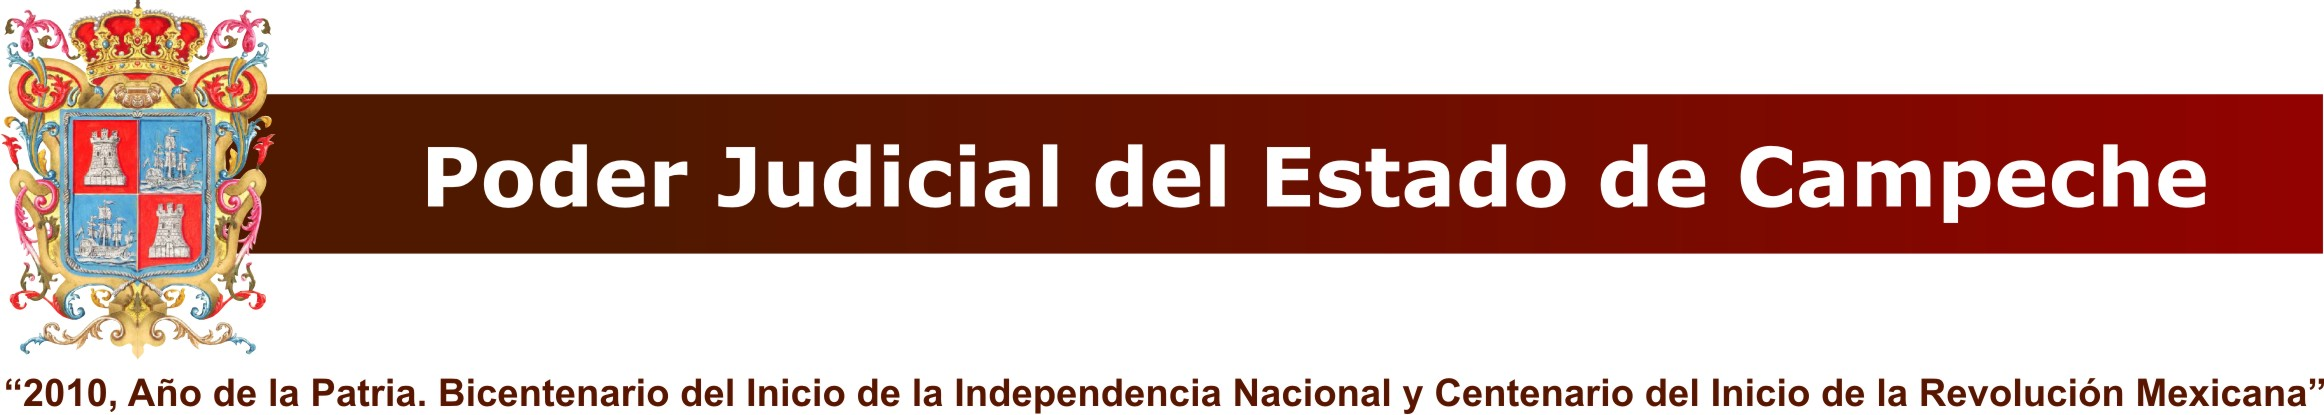 Poder Judicial del Estado de Campeche
“2010, Año de la Patria. Bicentenario del Inicio de la Independencia Nacional y Centenario del Inicio de la Revolución Mexicana”